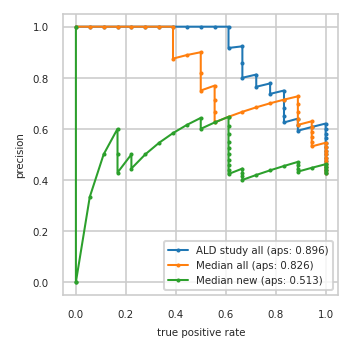 1.0
0.8
0.6
0.4
0.2
0.0
precision
ALD study all (aps: 0.896)
Median all (aps: 0.826)
Median new (aps: 0.513)
0.0 0.2 0.4 0.6 0.8 1.0
true positive rate